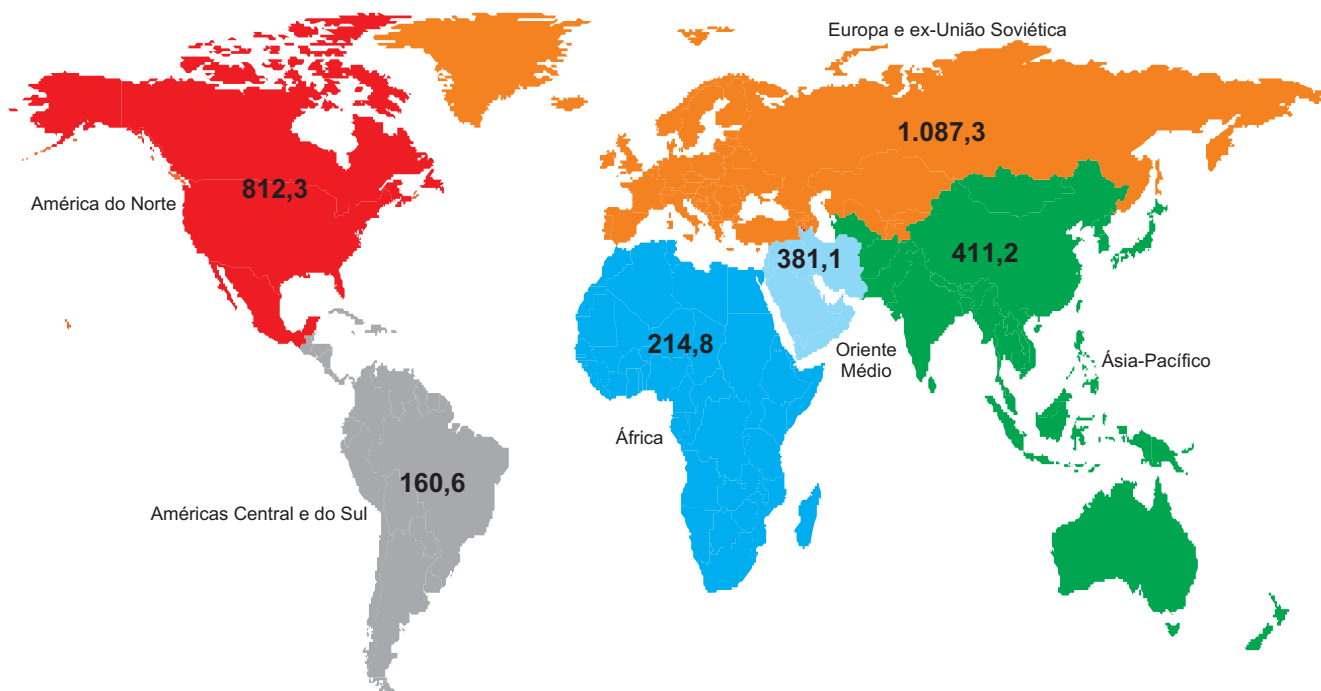 Europa e ex-União Soviética
1.087,3
812,3
América do Norte
381,1
411,2
214,8
Oriente
Médio
Ásia-Pacífico
África
160,6
Américas Central e do Sul